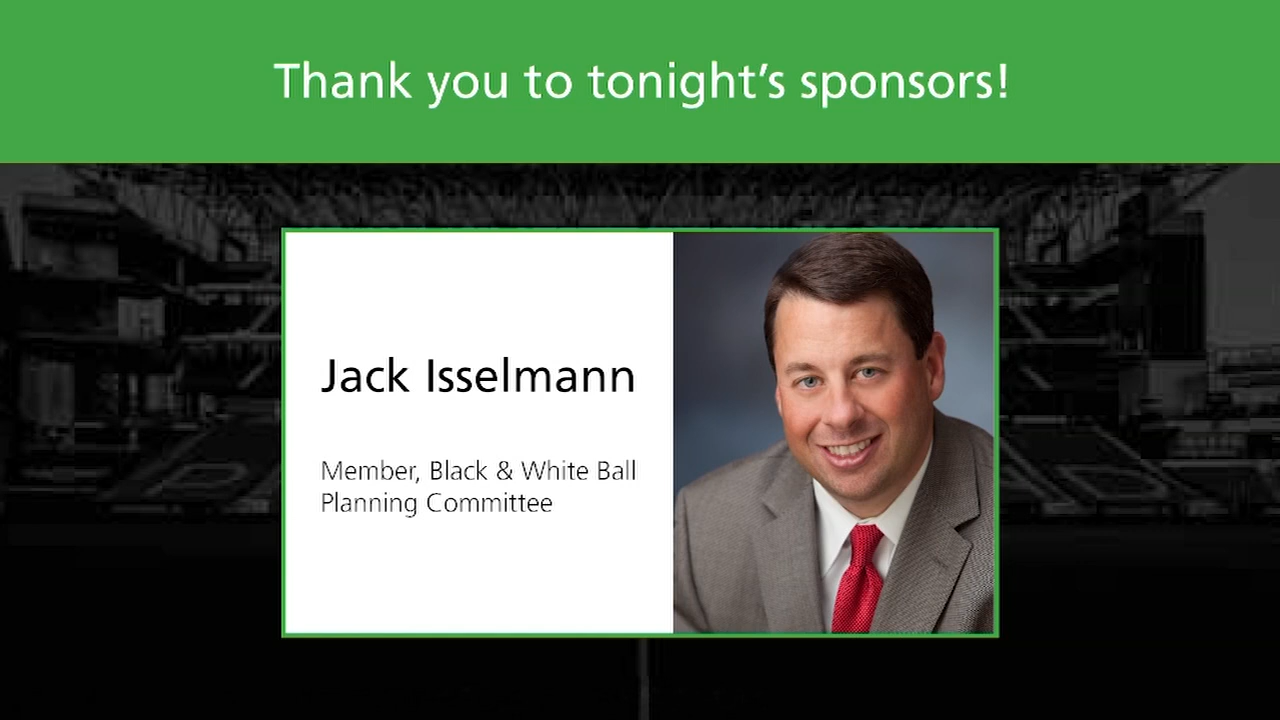 Thank you to tonight’s sponsors!
Jack Isselmann
Member, Black & White Ball
Planning Committee